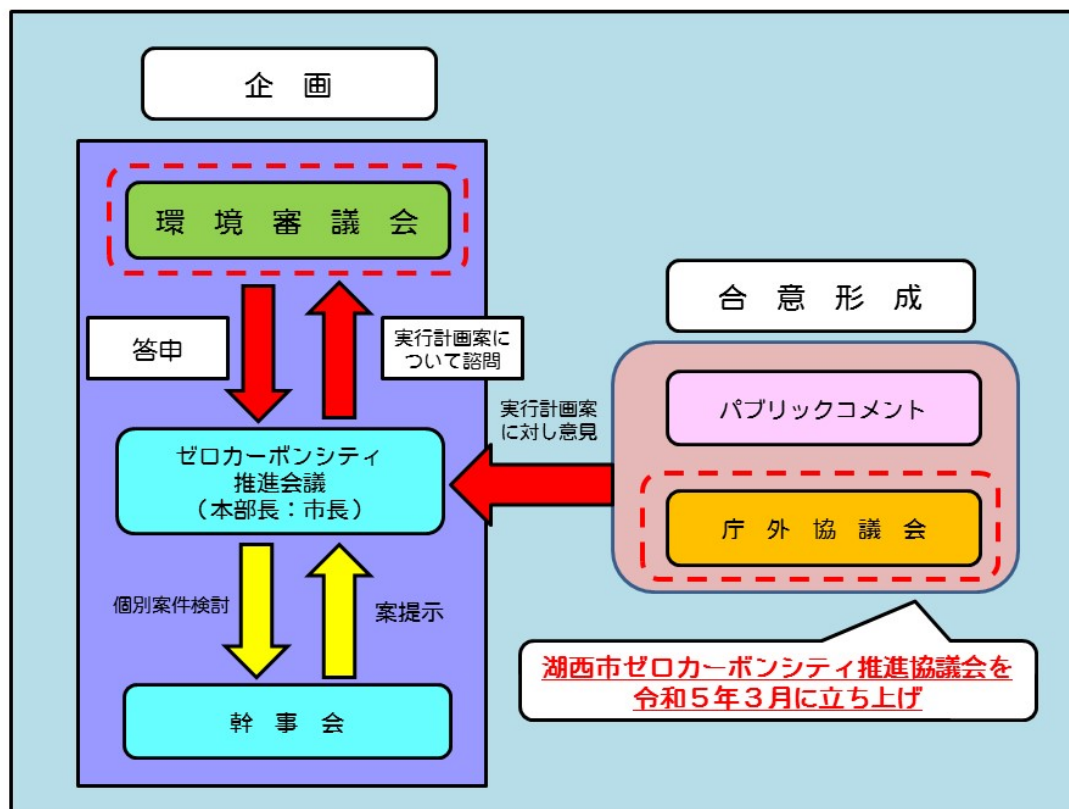 企 画
環 境 審 議 会
答申
実行計画案に
ついて諮問
ゼロカーボンシティ
推進会議
（本部長：市長）
個別案件検討
案提示
幹 事 会
合 意 形 成
パブリックコメント
実行計画案
に対し意見
庁 外 協 議 会
湖西市ゼロカーボンシティ推進協議会を
令和５年３月に立ち上げ